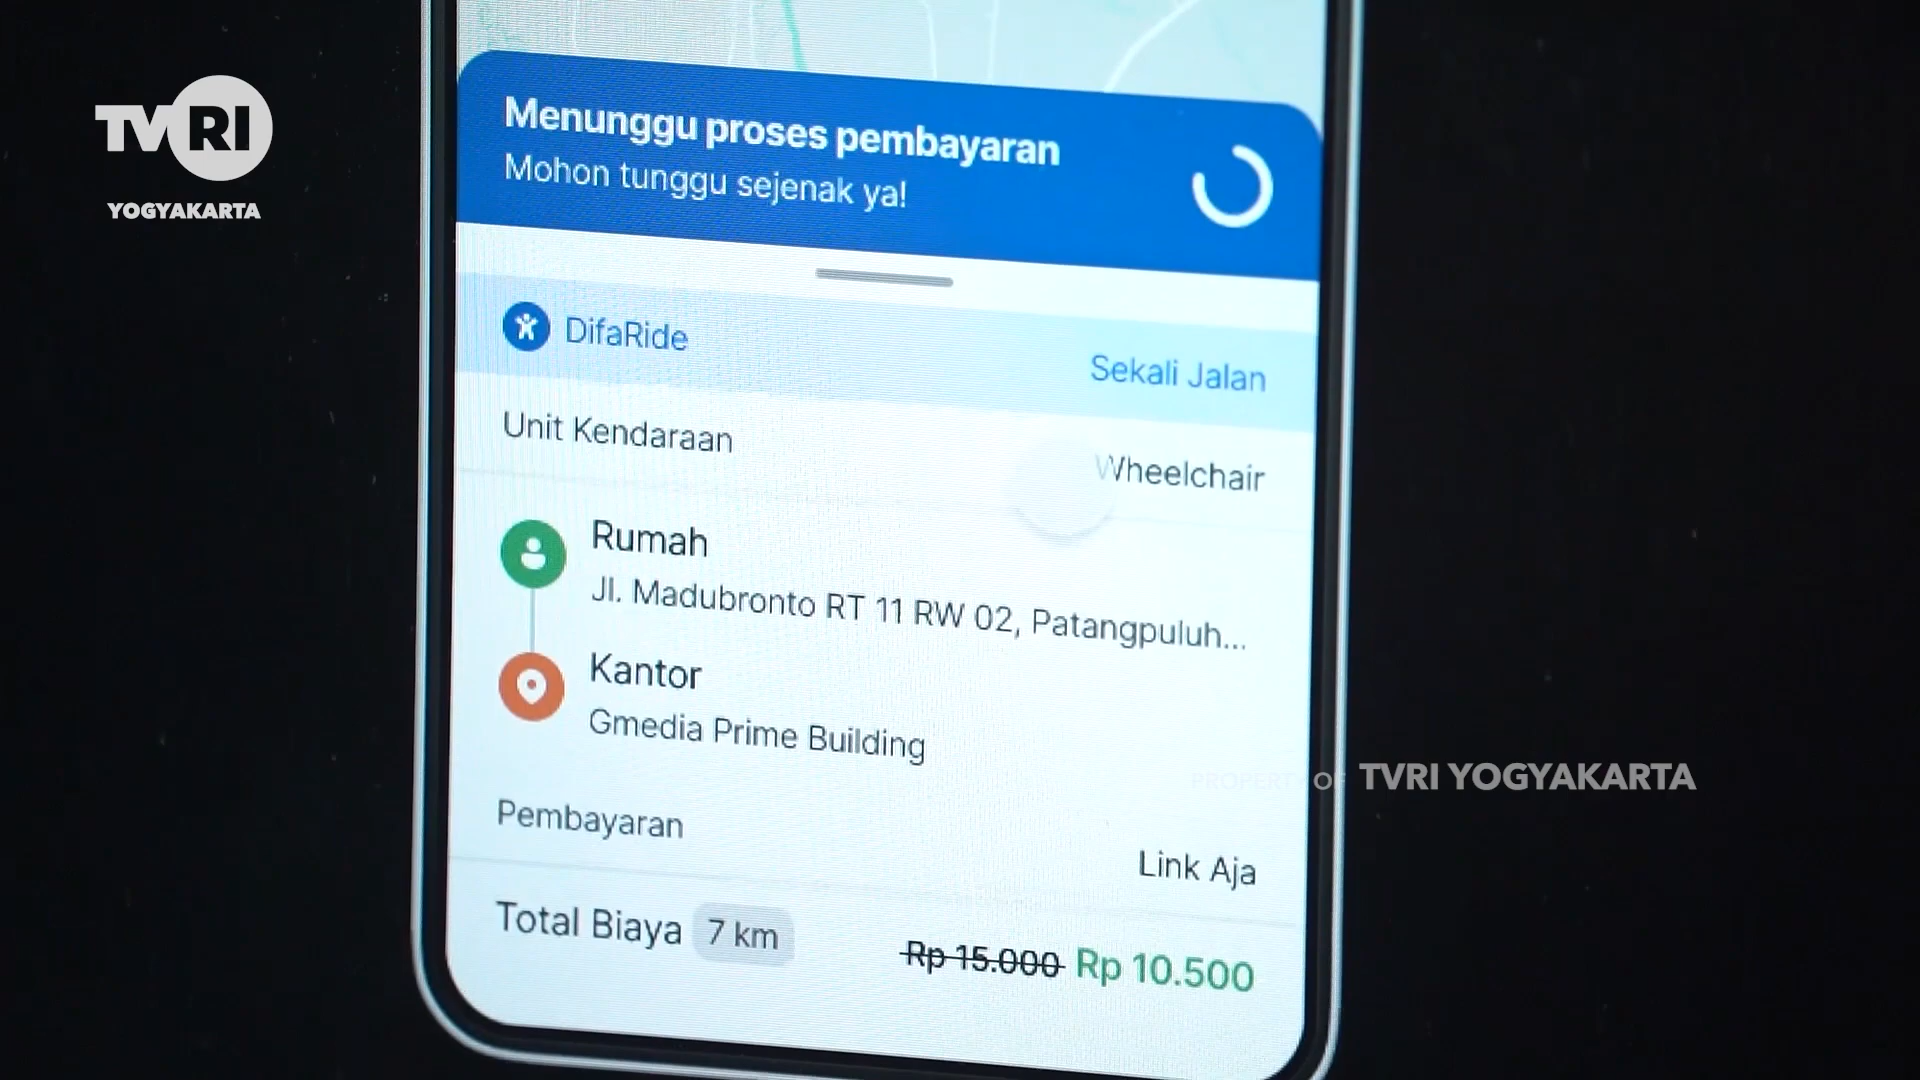 TVRI
YOGYAKARTA
Menunggu proses pembayaran
Mohon tunggu sejenak ya!
DifaRide
Sekali Jalan
Unit Kendaraan
Wheelchair
Rumah
Jl. Madubronto RT 11 RW 02, Patangpuluh...
Kantor
Gmedia Prime Building
PROPERTY OF TVRI YOGYAKARTA
Pembayaran
Link Aja
Total Biaya 7 km
Rp 15.000 Rp 10.500